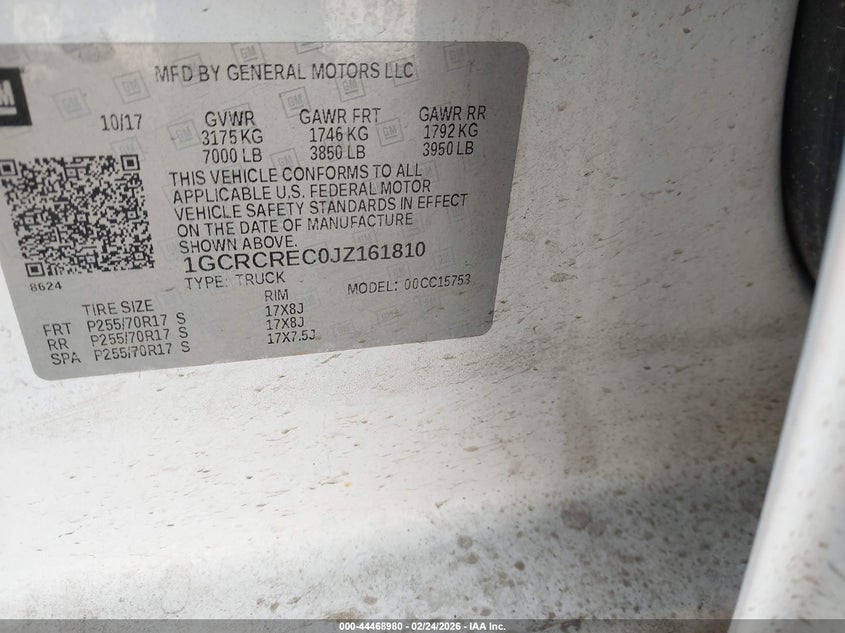 GM
MFD BY GENERAL MOTORS LLC
10/17 GVWR GAWR FRT GAWR RR
3175 KG 1746 KG 1792 KG
7000 LB 3850 LB 3950 LB
THIS VEHICLE CONFORMS TO ALL
APPLICABLE U.S. FEDERAL MOTOR
VEHICLE SAFETY STANDARDS IN EFFECT
ON THE DATE OF MANUFACTURE
SHOWN ABOVE.
1GCRCREC0JZ161810
8624 TYPE: TRUCK MODEL: 00CC15753
TIRE SIZE RIM
FRT P255/70R17 S 17X8J
RR P255/70R17 S 17X8J
SPA P255/70R17 S 17X7.5J
000-44468980 - 02/24/2026 - IAA Inc.